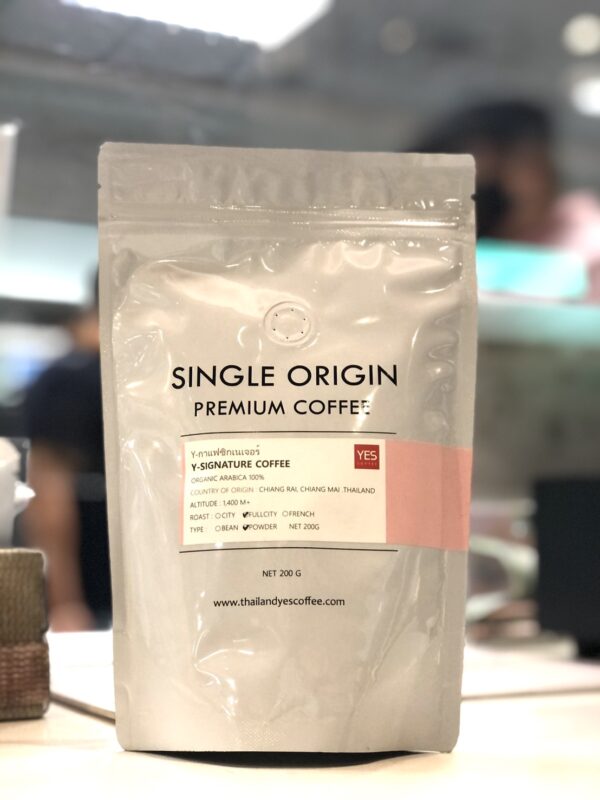 SINGLE ORIGIN
PREMIUM COFFEE
Y-กาแฟซิกเนเจอร์
Y-SIGNATURE COFFEE
YES
COFFEE
ORGANIC ARABICA 100%
COUNTRY OF ORIGIN : CHIANG RAI, CHIANG MAI .THAILAND
ALTITUDE : 1,400 M+
ROAST : CITY FULLCITY FRENCH
TYPE : BEAN POWDER NET 200G
NET 200 G
www.thailandyescoffee.com